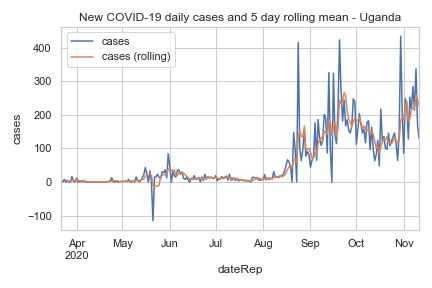 New COVID-19 daily cases and 5 day rolling mean - Uganda
cases
cases (rolling)
400
300
200
100
0
−100
cases
Apr
2020
May
Jun
Jul
Aug
Sep
Oct
Nov
dateRep